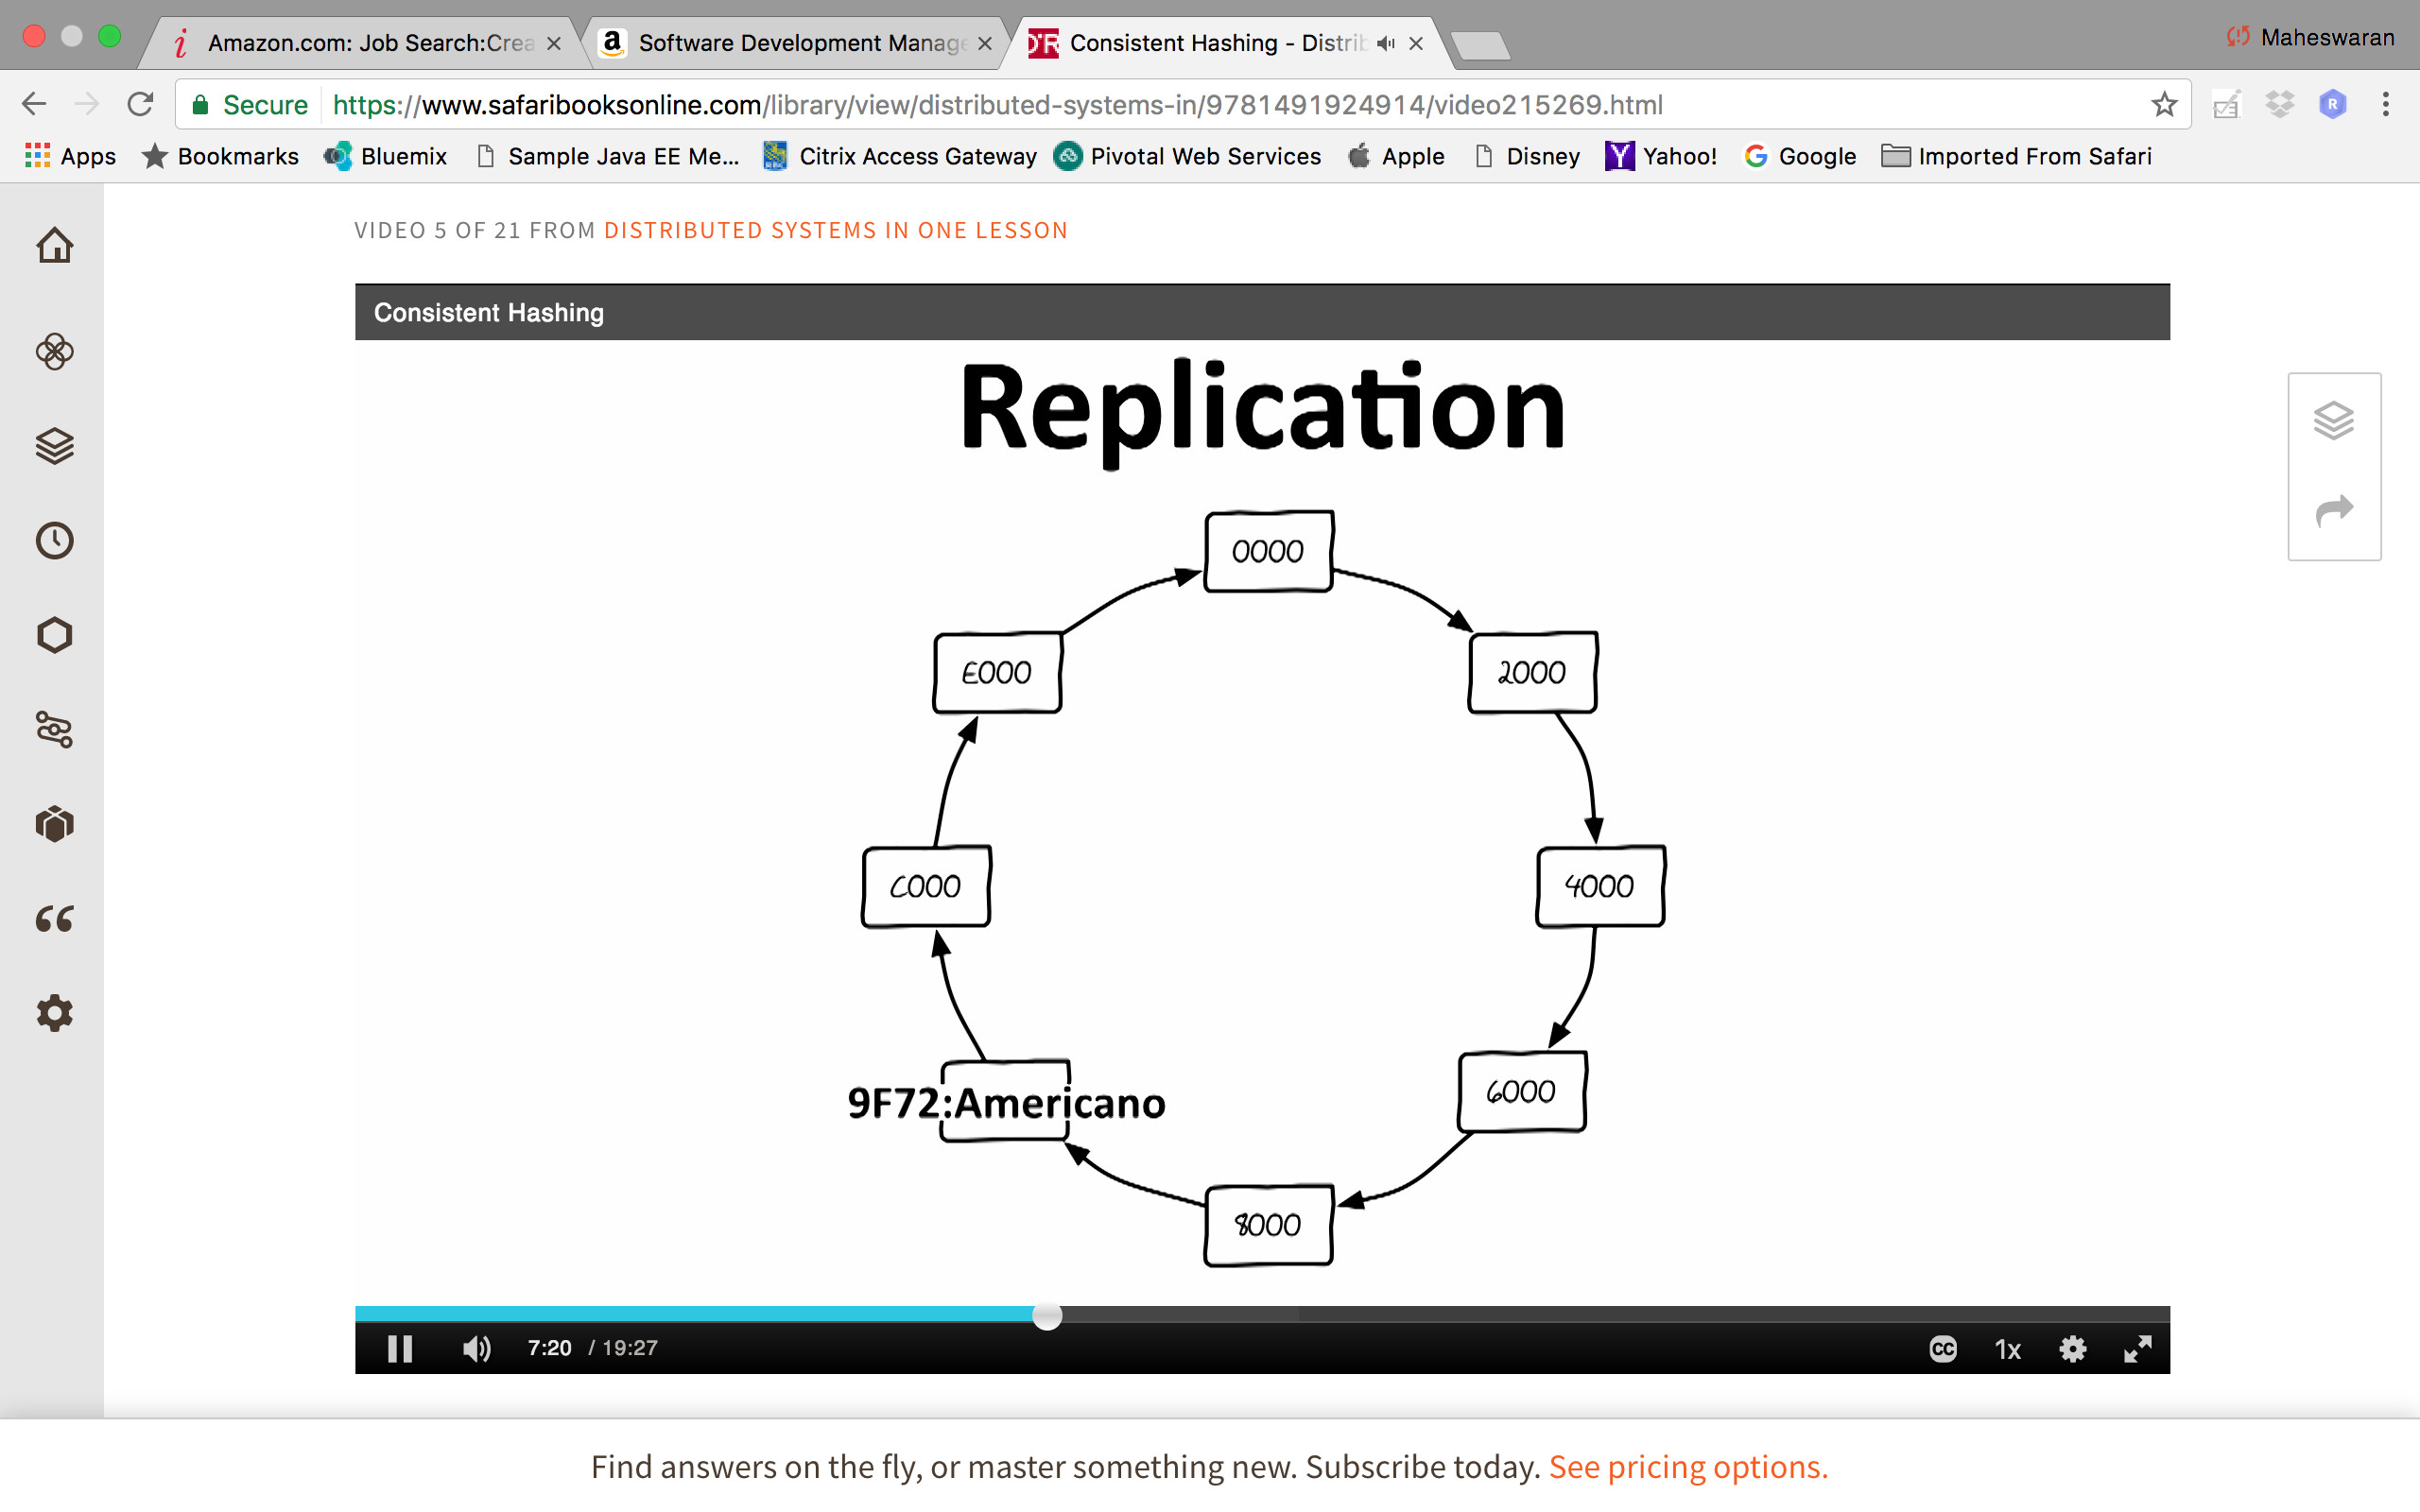 Amazon.com: Job Search:Crea
Software Development Manage
Consistent Hashing - Distrib
Maheswaran
Secure https://www.safaribooksonline.com/library/view/distributed-systems-in/9781491924914/video215269.html
Apps Bookmarks Bluemix Sample Java EE Me... Citrix Access Gateway Pivotal Web Services Apple Disney Yahoo! Google Imported From Safari
VIDEO 5 OF 21 FROM DISTRIBUTED SYSTEMS IN ONE LESSON
Consistent Hashing
Replication
0000
E000
2000
C000
4000
9F72:Americano
6000
8000
7:20 / 19:27
CC 1x
Find answers on the fly, or master something new. Subscribe today. See pricing options.